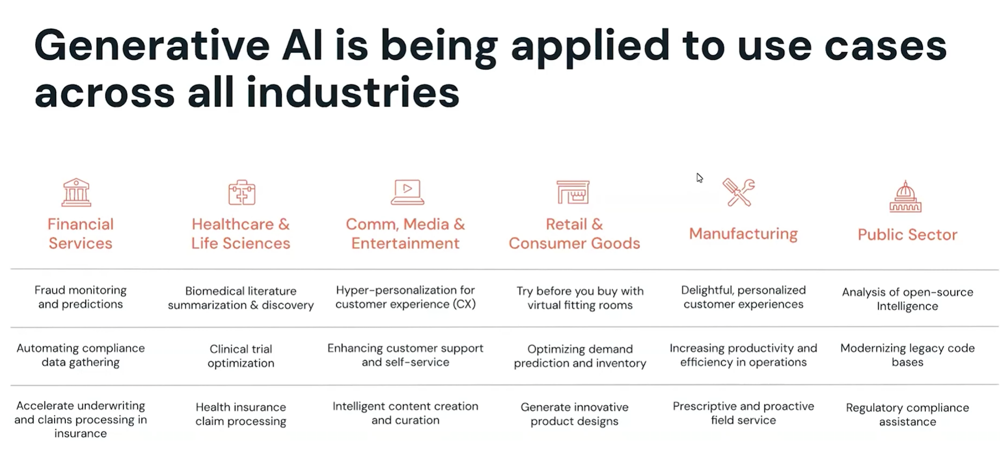 Generative AI is being applied to use cases
across all industries
Financial
Services
Healthcare &
Life Sciences
Comm, Media &
Entertainment
Retail &
Consumer Goods
Manufacturing
Public Sector
Fraud monitoring
and predictions
Biomedical literature
summarization & discovery
Hyper-personalization for
customer experience (CX)
Try before you buy with
virtual fitting rooms
Delightful, personalized
customer experiences
Analysis of open-source
Intelligence
Automating compliance
data gathering
Clinical trial
optimization
Enhancing customer support
and self-service
Optimizing demand
prediction and inventory
Increasing productivity and
efficiency in operations
Modernizing legacy code
bases
Accelerate underwriting
and claims processing in
insurance
Health insurance
claim processing
Intelligent content creation
and curation
Generate innovative
product designs
Prescriptive and proactive
field service
Regulatory compliance
assistance